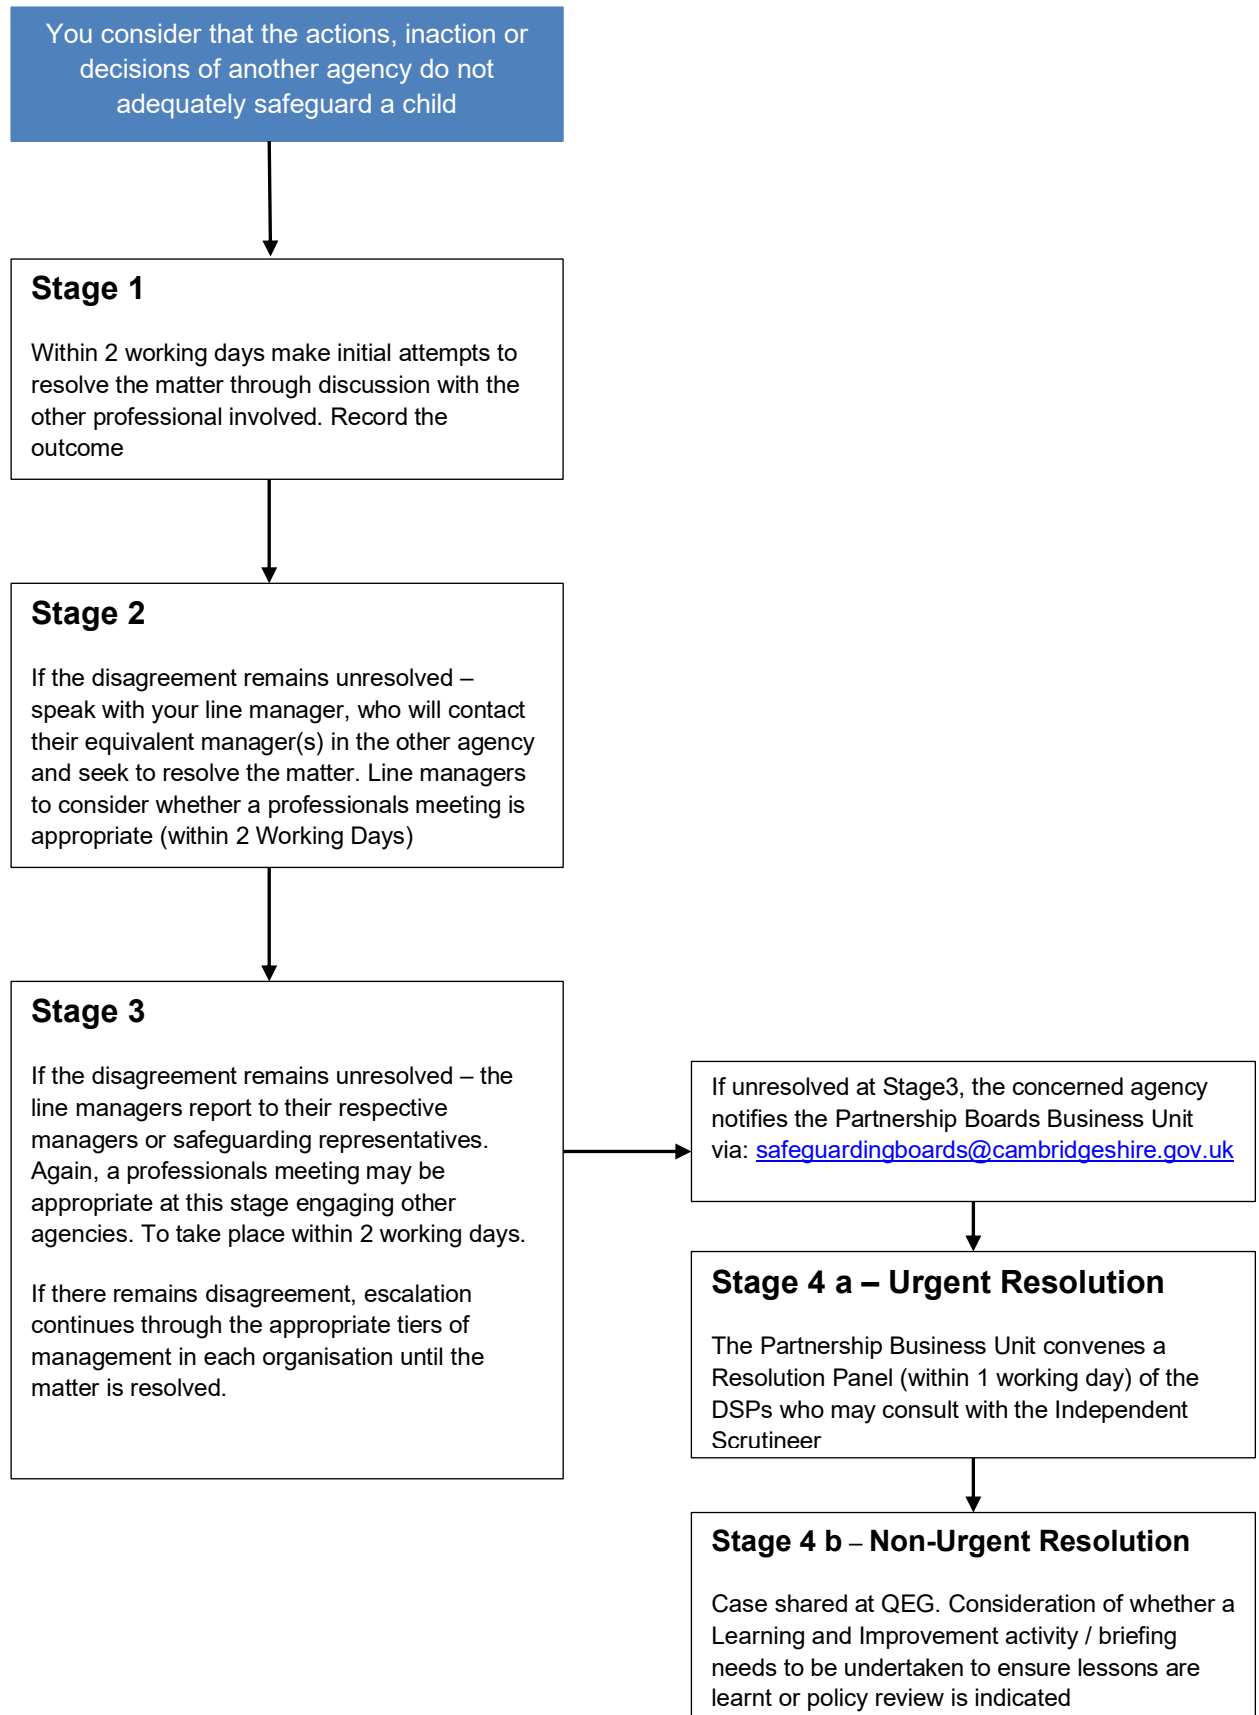 You consider that the actions, inaction or
decisions of another agency do not
adequately safeguard a child
Stage 1
Within 2 working days make initial attempts to
resolve the matter through discussion with the
other professional involved. Record the
outcome
Stage 2
If the disagreement remains unresolved –
speak with your line manager, who will contact
their equivalent manager(s) in the other agency
and seek to resolve the matter. Line managers
to consider whether a professionals meeting is
appropriate (within 2 Working Days)
Stage 3
If the disagreement remains unresolved – the
line managers report to their respective
managers or safeguarding representatives.
Again, a professionals meeting may be
appropriate at this stage engaging other
agencies. To take place within 2 working days.
If there remains disagreement, escalation
continues through the appropriate tiers of
management in each organisation until the
matter is resolved.
If unresolved at Stage3, the concerned agency
notifies the Partnership Boards Business Unit
via: safeguardingboards@cambridgeshire.gov.uk
Stage 4 a – Urgent Resolution
The Partnership Business Unit convenes a
Resolution Panel (within 1 working day) of the
DSPs who may consult with the Independent
Scrutineer
Stage 4 b – Non-Urgent Resolution
Case shared at QEG. Consideration of whether a
Learning and Improvement activity / briefing
needs to be undertaken to ensure lessons are
learnt or policy review is indicated